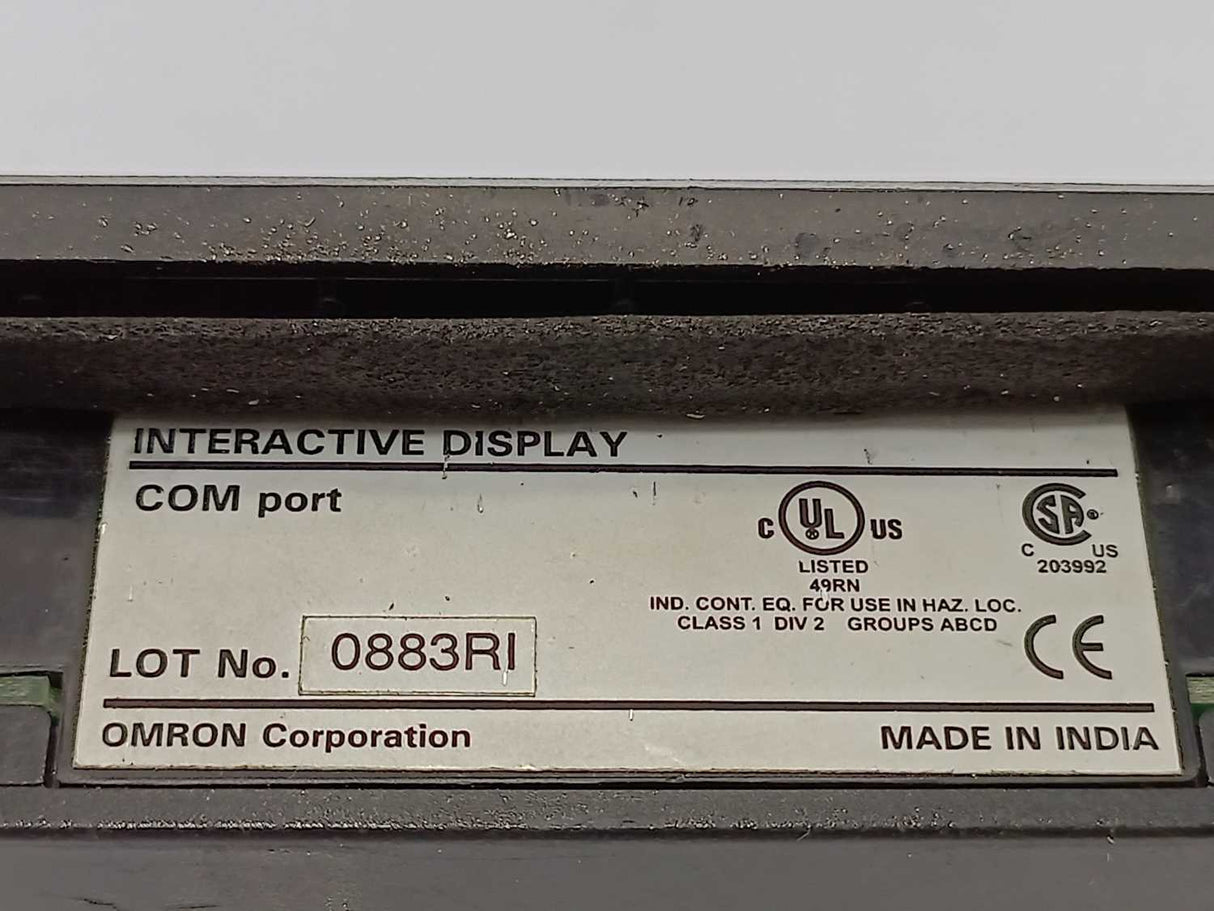 INTERACTIVE DISPLAY
COM port
C UL ® US
LISTED
49RN
IND. CONT. EQ. FOR USE IN HAZ. LOC.
CLASS 1 DIV 2 GROUPS ABCD
SA ®
C US
203992
CE
LOT No. 0883RI
OMRON Corporation
MADE IN INDIA